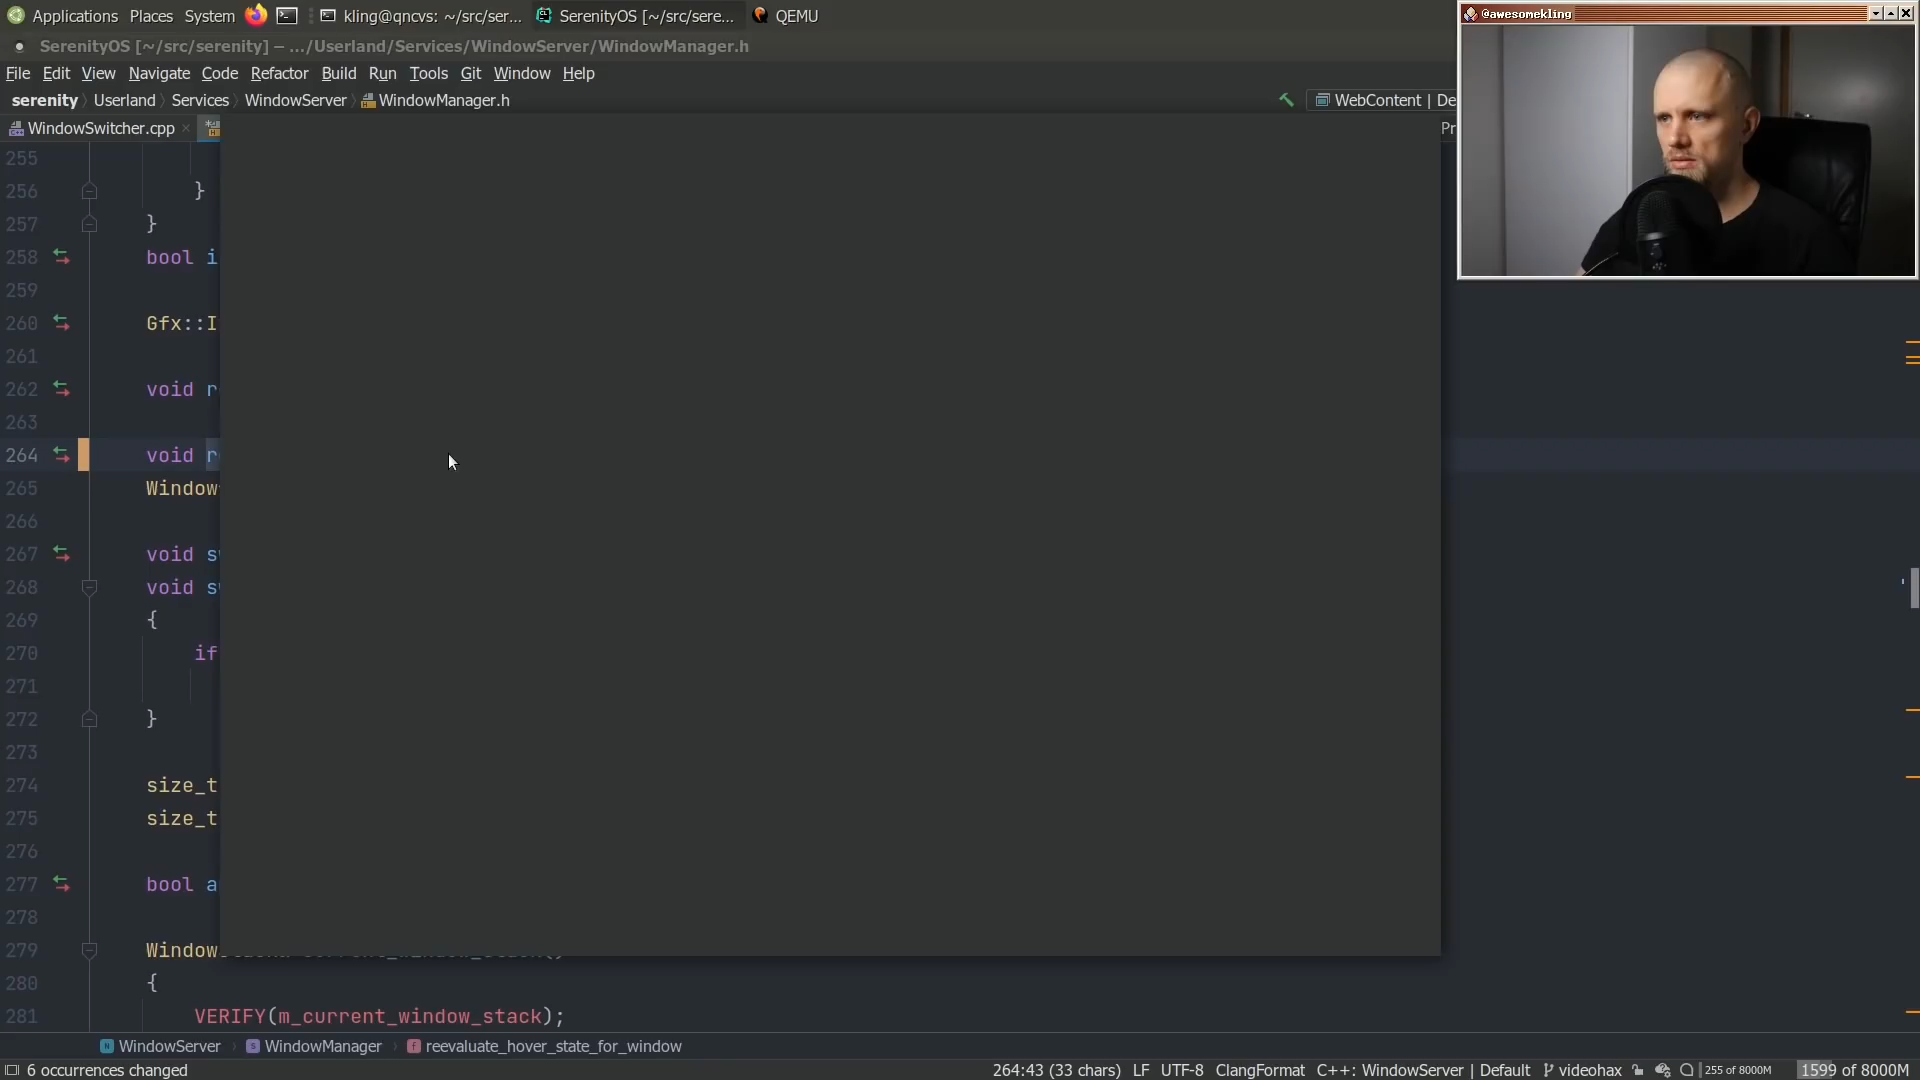 Applications Places System kling@qncvs: ~/src/ser... SerenityOS [~/src/sere... QEMU
@awesomekling
SerenityOS [~/src/serenity] – .../Userland/Services/WindowServer/WindowManager.h
File Edit View Navigate Code Refactor Build Run Tools Git Window Help
serenity Userland Services WindowServer WindowManager.h WebContent | De
WindowSwitcher.cpp Pr
255
256 }
257 }
258 bool i
259
260 Gfx::I
261
262 void r
263
264 void r
265 Window
266
267 void s
268 void s
269 {
270 if
271
272 }
273
274 size_t
275 size_t
276
277 bool a
278
279 Window
280 {
281 VERIFY(m_current_window_stack);
WindowServer WindowManager reevaluate_hover_state_for_window
6 occurrences changed 264:43 (33 chars) LF UTF-8 ClangFormat C++: WindowServer | Default videohax 255 of 8000M 1599 of 8000M